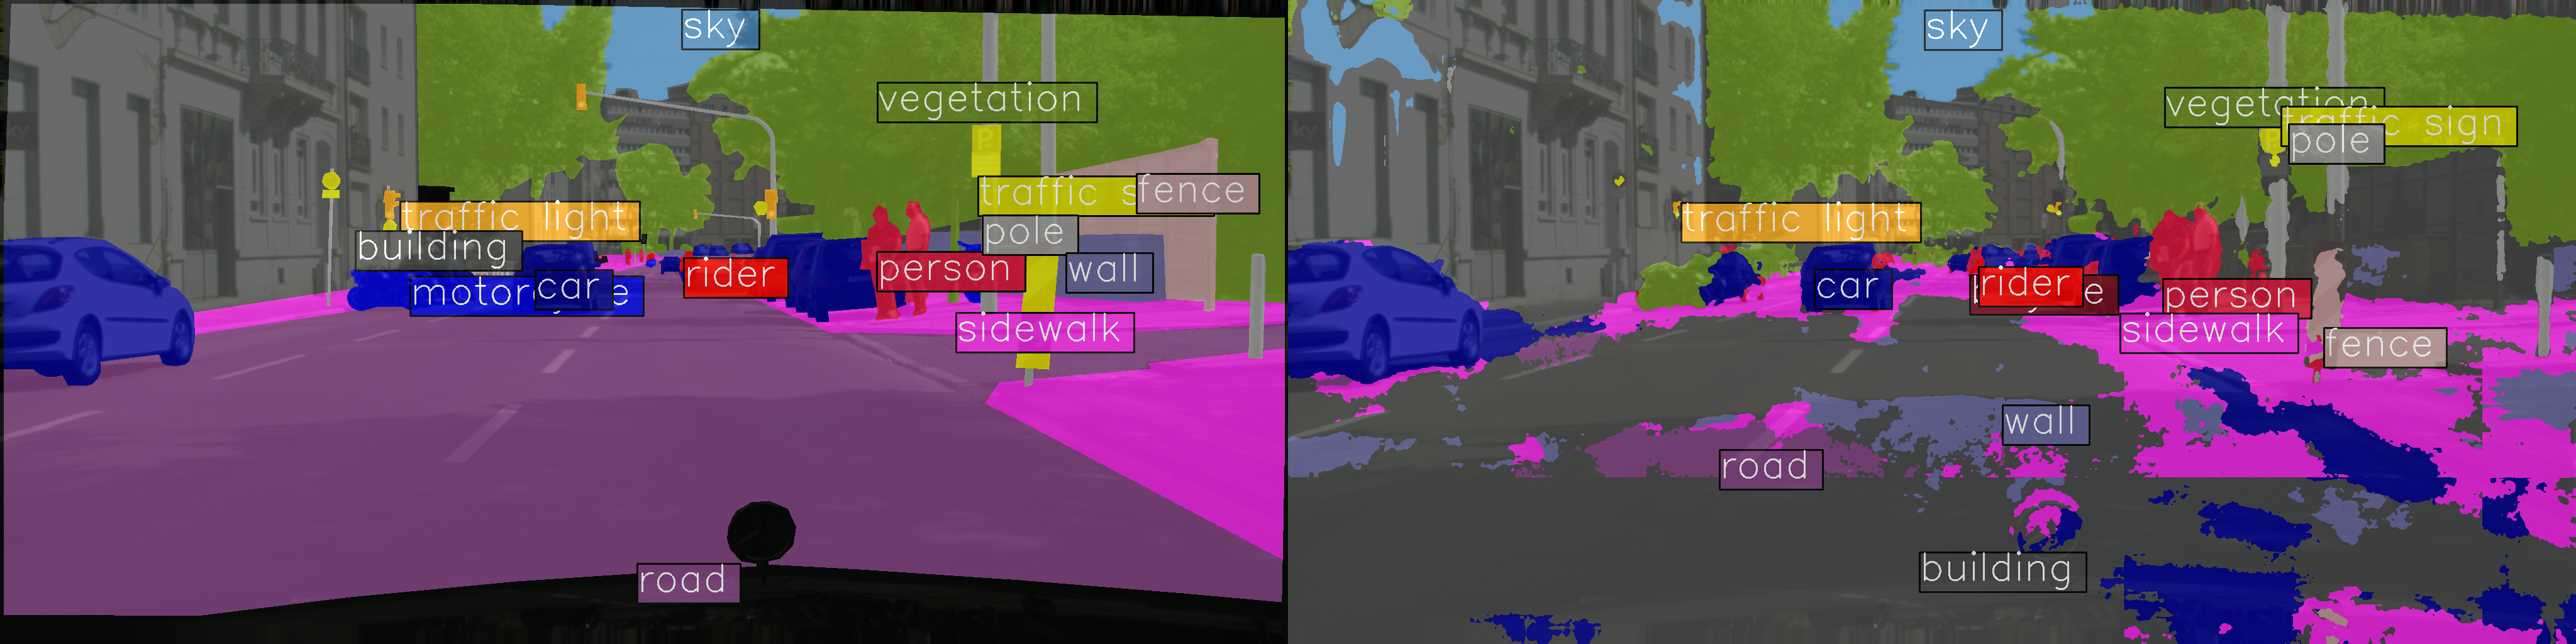 sky
vegetation
P
traffic s
fence
traffic light
pole
building
person
wall
rider
car
sidewalk
road
sky
vegetation
traffic sign
pole
traffic light
car
rider
person
sidewalk
fence
wall
road
building